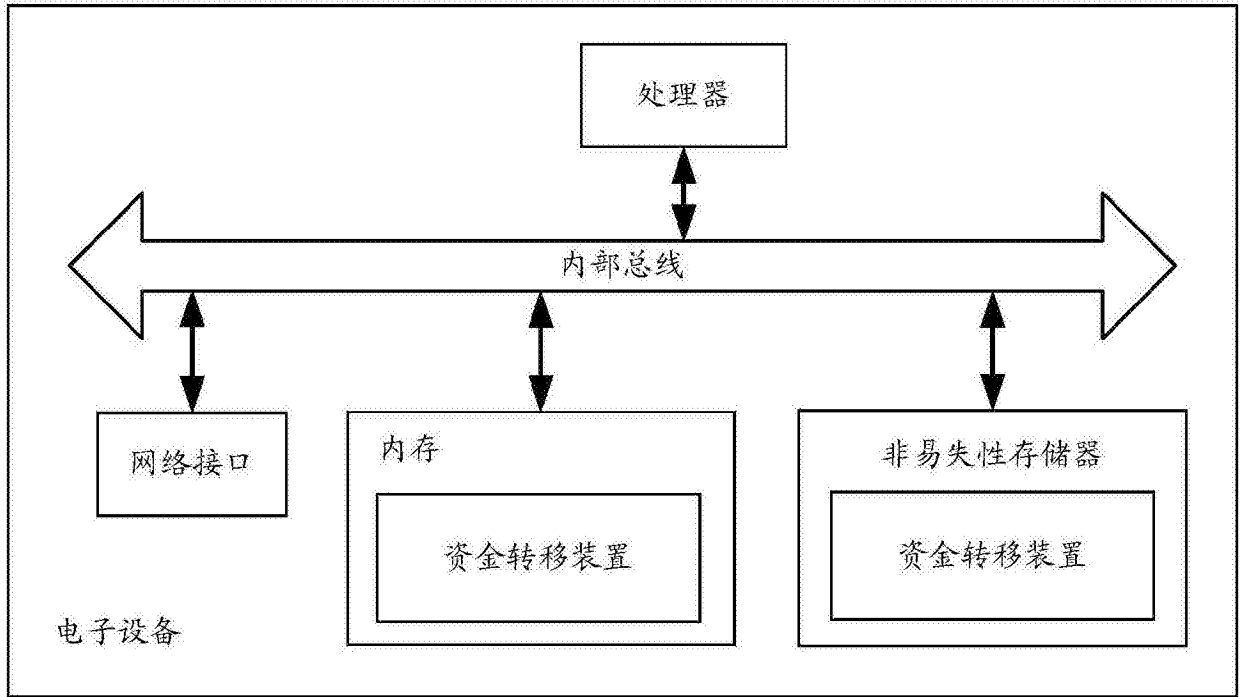 处理器
内部总线
网络接口
内存
资金转移装置
非易失性存储器
资金转移装置
电子设备